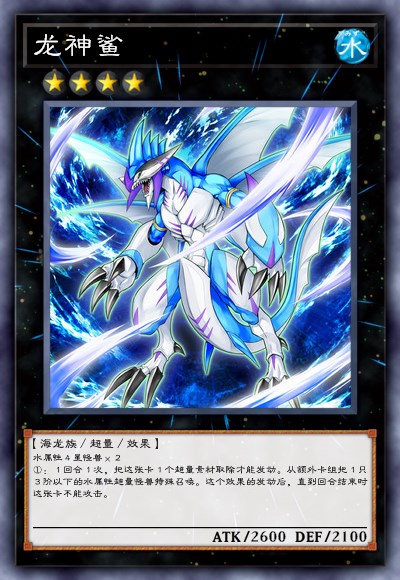 龙神鲨
水
【海龙族／超量／效果】
水属性４星怪兽×２
①：１回合１次，把这张卡１个超量素材取除才能发动。从额外卡组把１只
３阶以下的水属性超量怪兽特殊召唤。这个效果的发动后，直到回合结束时
这张卡不能攻击。
ATK/2600 DEF/2100